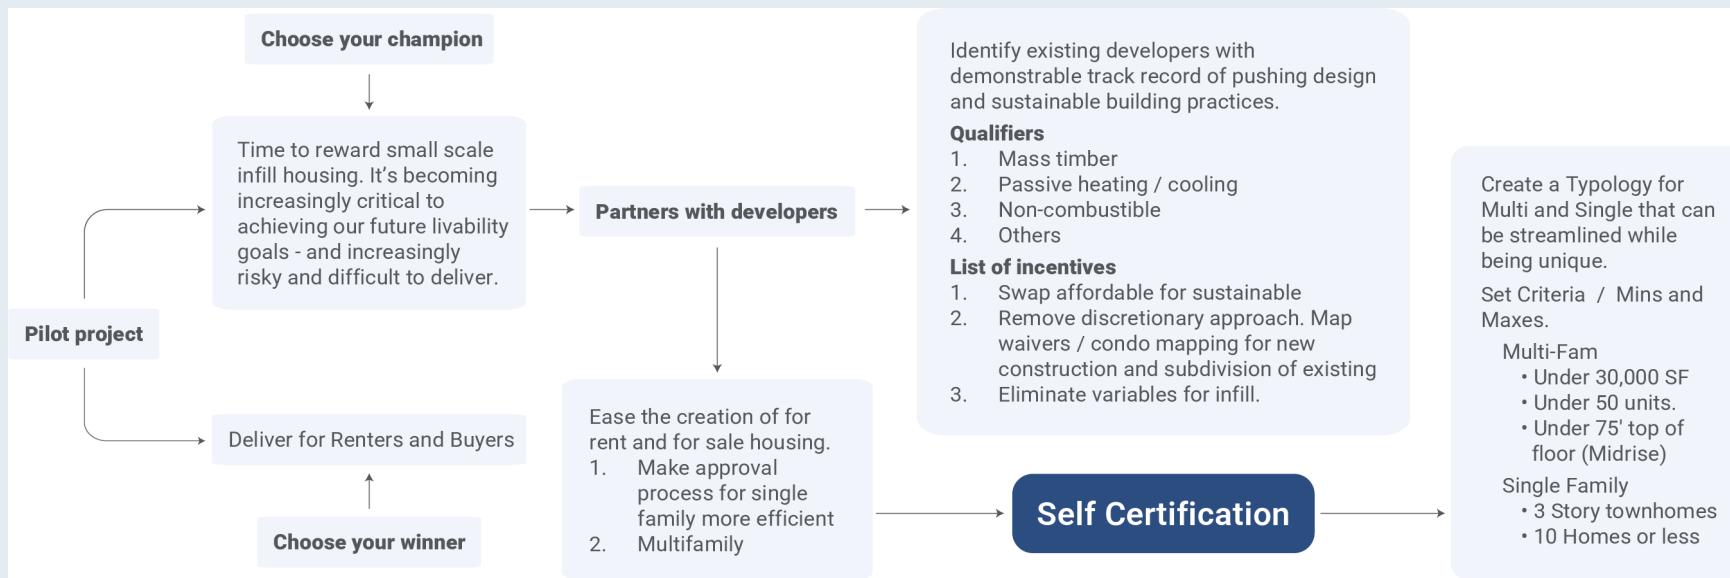 Choose your champion
Time to reward small scale
infill housing. It's becoming
increasingly critical to
achieving our future livability
goals - and increasingly
risky and difficult to deliver.
Pilot project
Deliver for Renters and Buyers
Choose your winner
Partners with developers
Ease the creation of for
rent and for sale housing.
1. Make approval
process for single
family more efficient
2. Multifamily
Identify existing developers with
demonstrable track record of pushing design
and sustainable building practices.
Qualifiers
1. Mass timber
2. Passive heating / cooling
3. Non-combustible
4. Others
List of incentives
1. Swap affordable for sustainable
2. Remove discretionary approach. Map
waivers / condo mapping for new
construction and subdivision of existing
3. Eliminate variables for infill.
Self Certification
Create a Typology for
Multi and Single that can
be streamlined while
being unique.
Set Criteria / Mins and
Maxes.
Multi-Fam
• Under 30,000 SF
• Under 50 units.
• Under 75' top of
floor (Midrise)
Single Family
• 3 Story townhomes
• 10 Homes or less